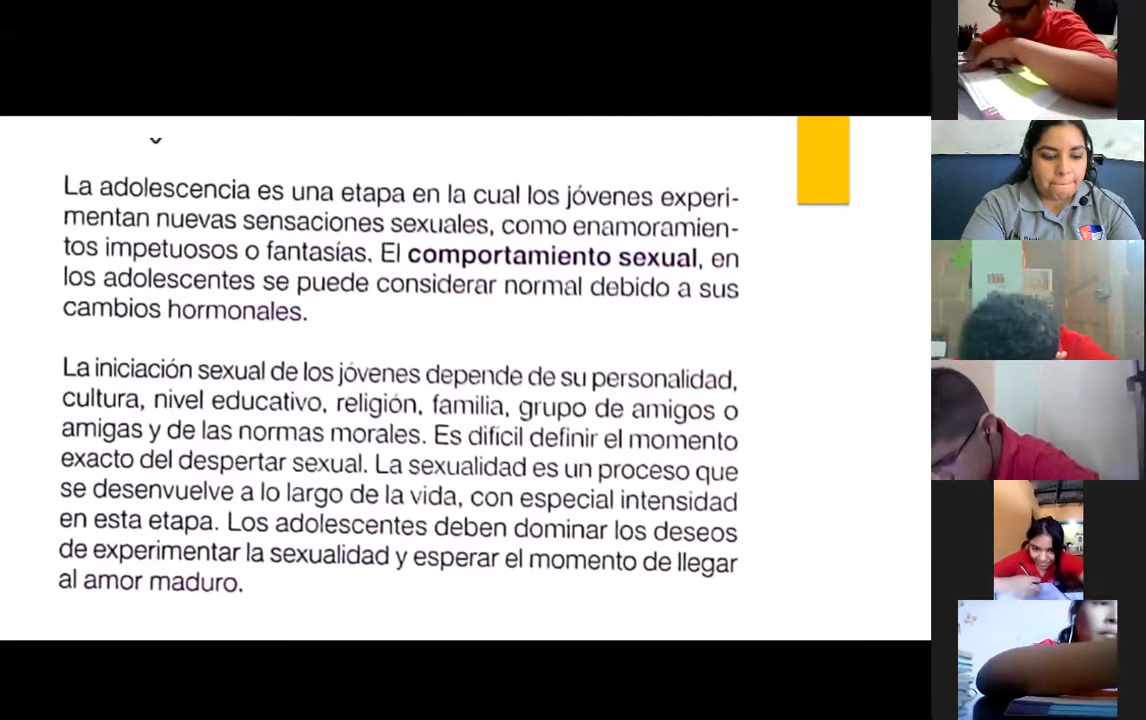 La adolescencia es una etapa en la cual los jóvenes experi-
mentan nuevas sensaciones sexuales, como enamoramien-
tos impetuosos o fantasías. El comportamiento sexual, en
los adolescentes se puede considerar normal debido a sus
cambios hormonales.
La iniciación sexual de los jóvenes depende de su personalidad,
cultura, nivel educativo, religión, familia, grupo de amigos o
amigas y de las normas morales. Es difícil definir el momento
exacto del despertar sexual. La sexualidad es un proceso que
se desenvuelve a lo largo de la vida, con especial intensidad
en esta etapa. Los adolescentes deben dominar los deseos
de experimentar la sexualidad y esperar el momento de llegar
al amor maduro.